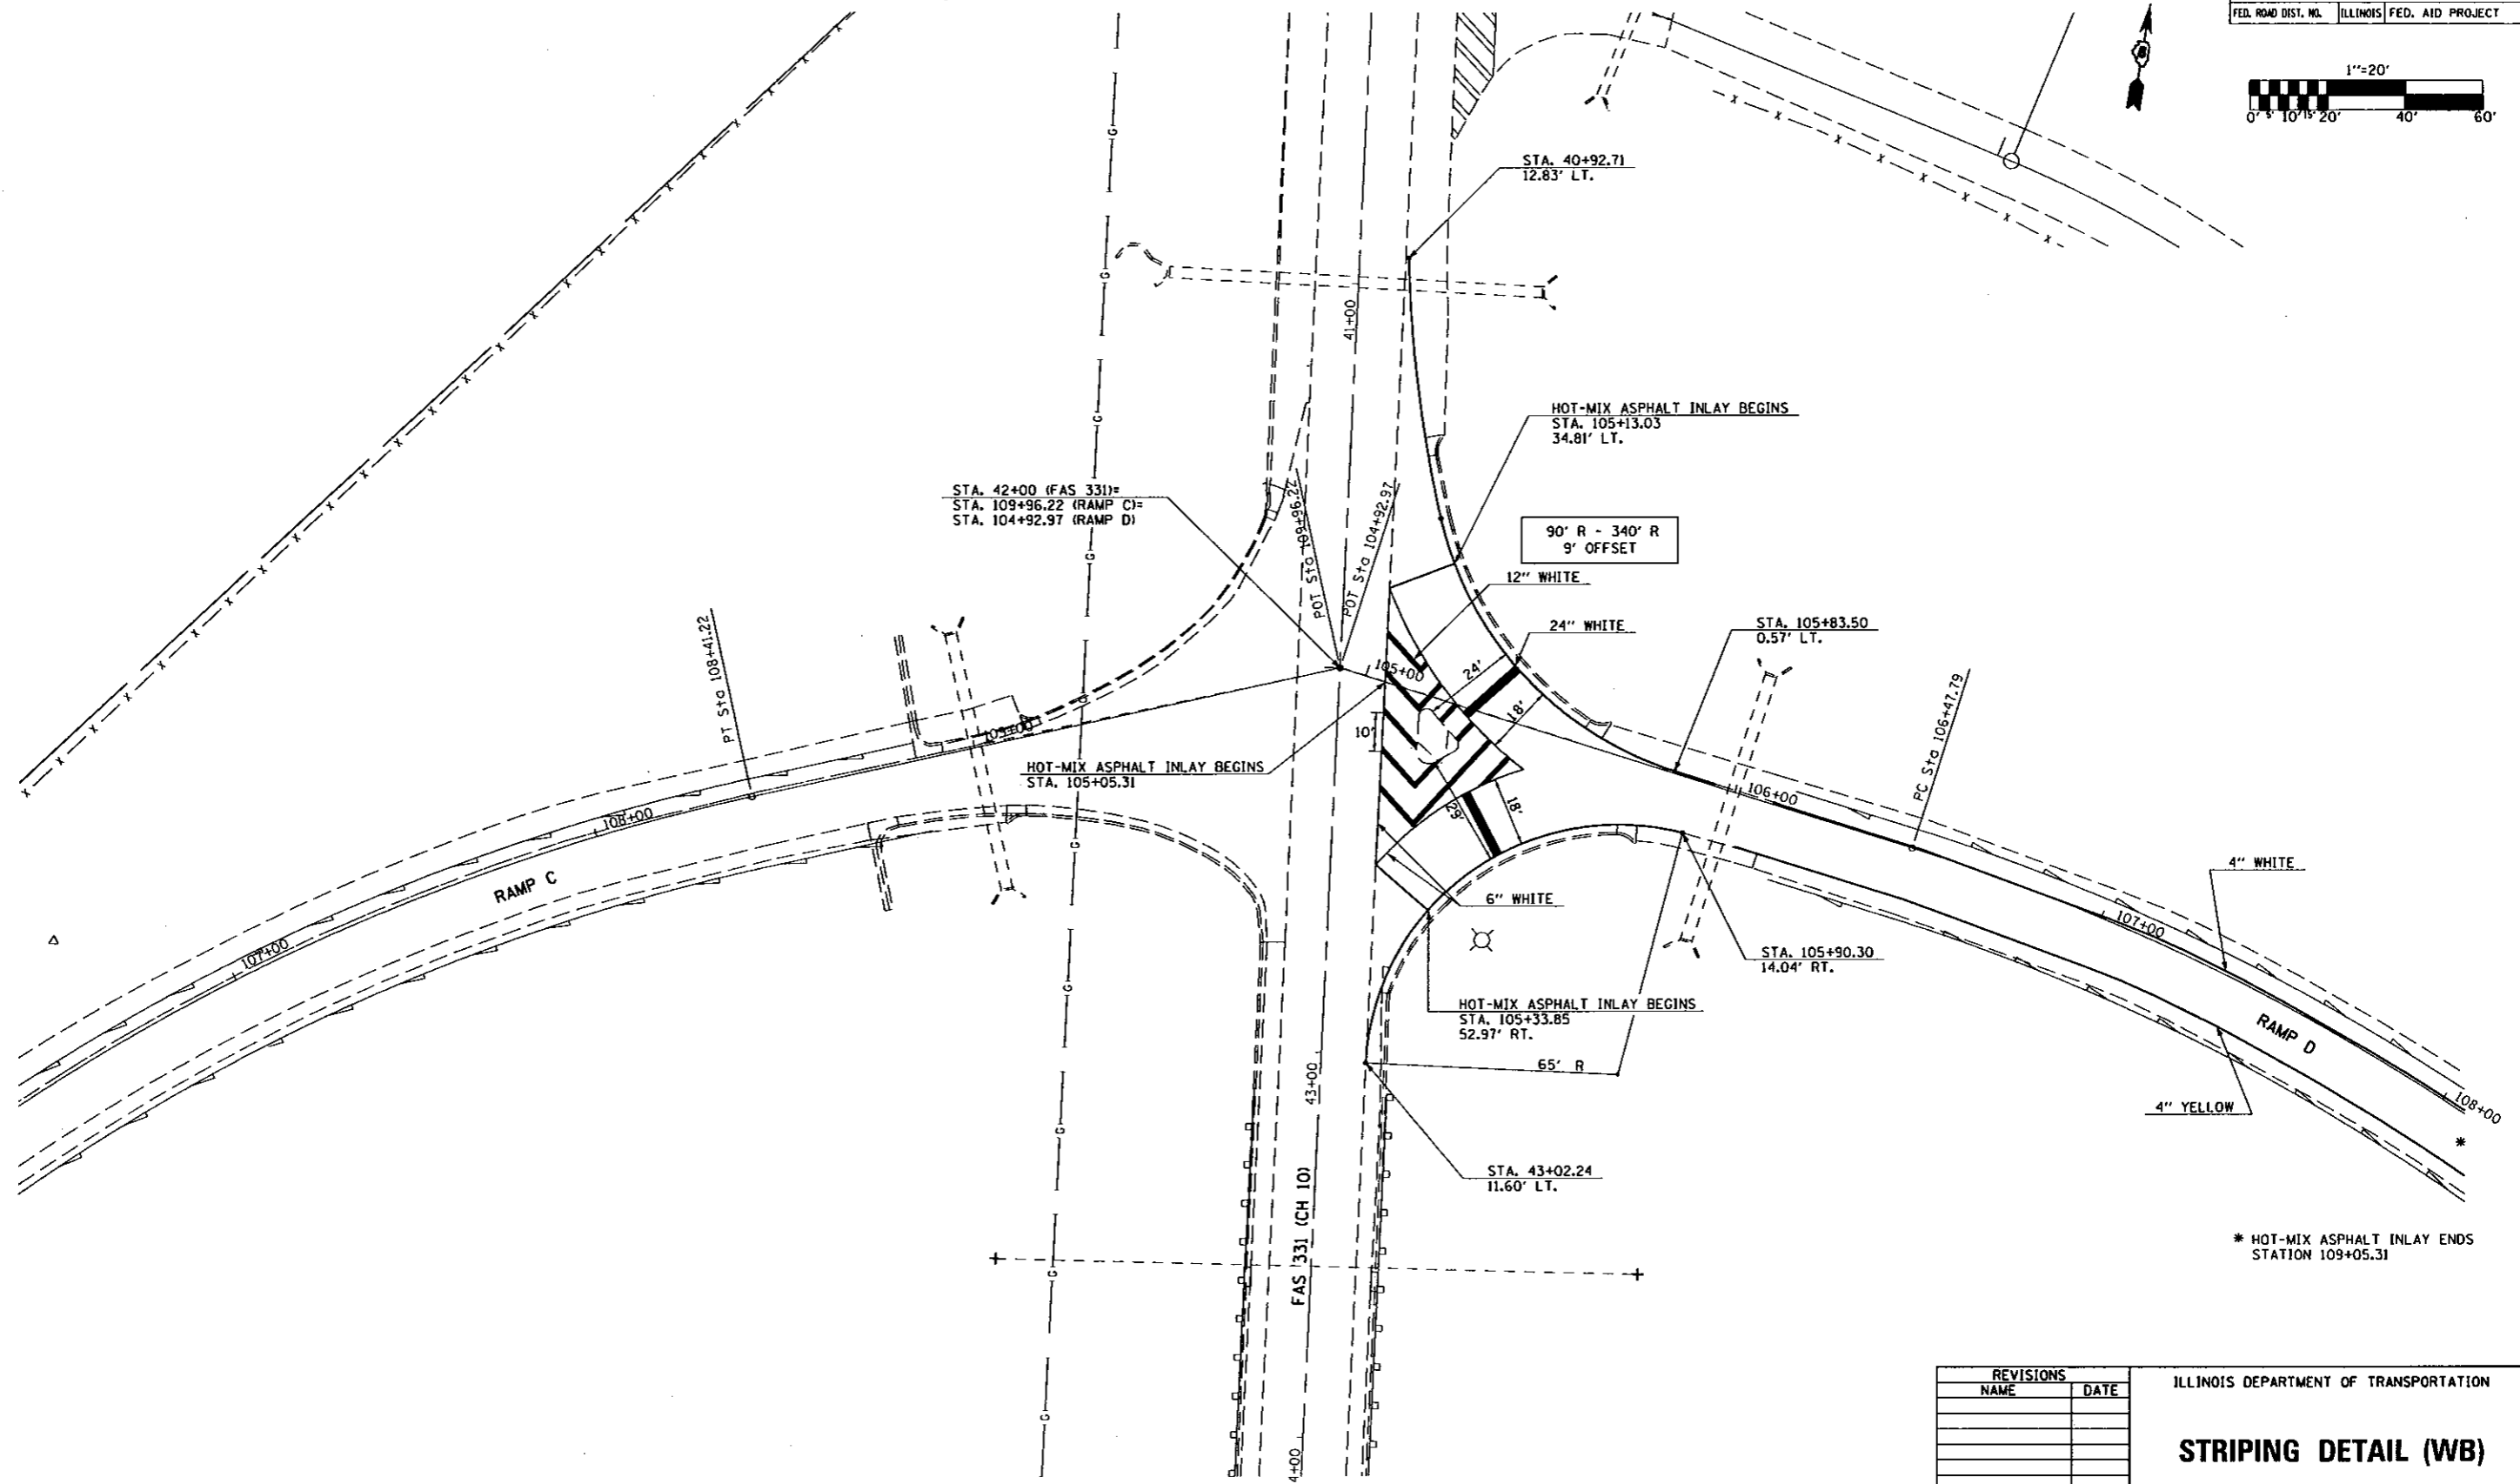 FED. ROAD DIST. NO. ILLINOIS FED. AID PROJECT
1"=20'
0' 5' 10' 15' 20' 40' 60'
STA. 40+92.71
12.83' LT.
41+00
HOT-MIX ASPHALT INLAY BEGINS
STA. 105+13.03
34.81' LT.
STA. 42+00 (FAS 331)=
STA. 109+96.22 (RAMP C)=
STA. 104+92.97 (RAMP D)
POT Sta 109+96.22
POT Sta 104+92.97
90' R - 340' R
9' OFFSET
12" WHITE
24" WHITE
STA. 105+83.50
0.57' LT.
PT Sta 108+41.22
105+00
24'
18'
PC Sta 106+47.79
10'
109+00
HOT-MIX ASPHALT INLAY BEGINS
STA. 105+05.31
29'
18'
106+00
108+00
4" WHITE
RAMP C
6" WHITE
107+00
107+00
STA. 105+90.30
14.04' RT.
HOT-MIX ASPHALT INLAY BEGINS
STA. 105+33.85
52.97' RT.
RAMP D
65' R
43+00
4" YELLOW
108+00
*
STA. 43+02.24
11.60' LT.
FAS 331 (CH 10)
* HOT-MIX ASPHALT INLAY ENDS
STATION 109+05.31
4+00
REVISIONS
NAME DATE
ILLINOIS DEPARTMENT OF TRANSPORTATION
STRIPING DETAIL (WB)
G G G G G G G G G G G
x x x x x x x x x x x x x x x x
x x x x x x x x